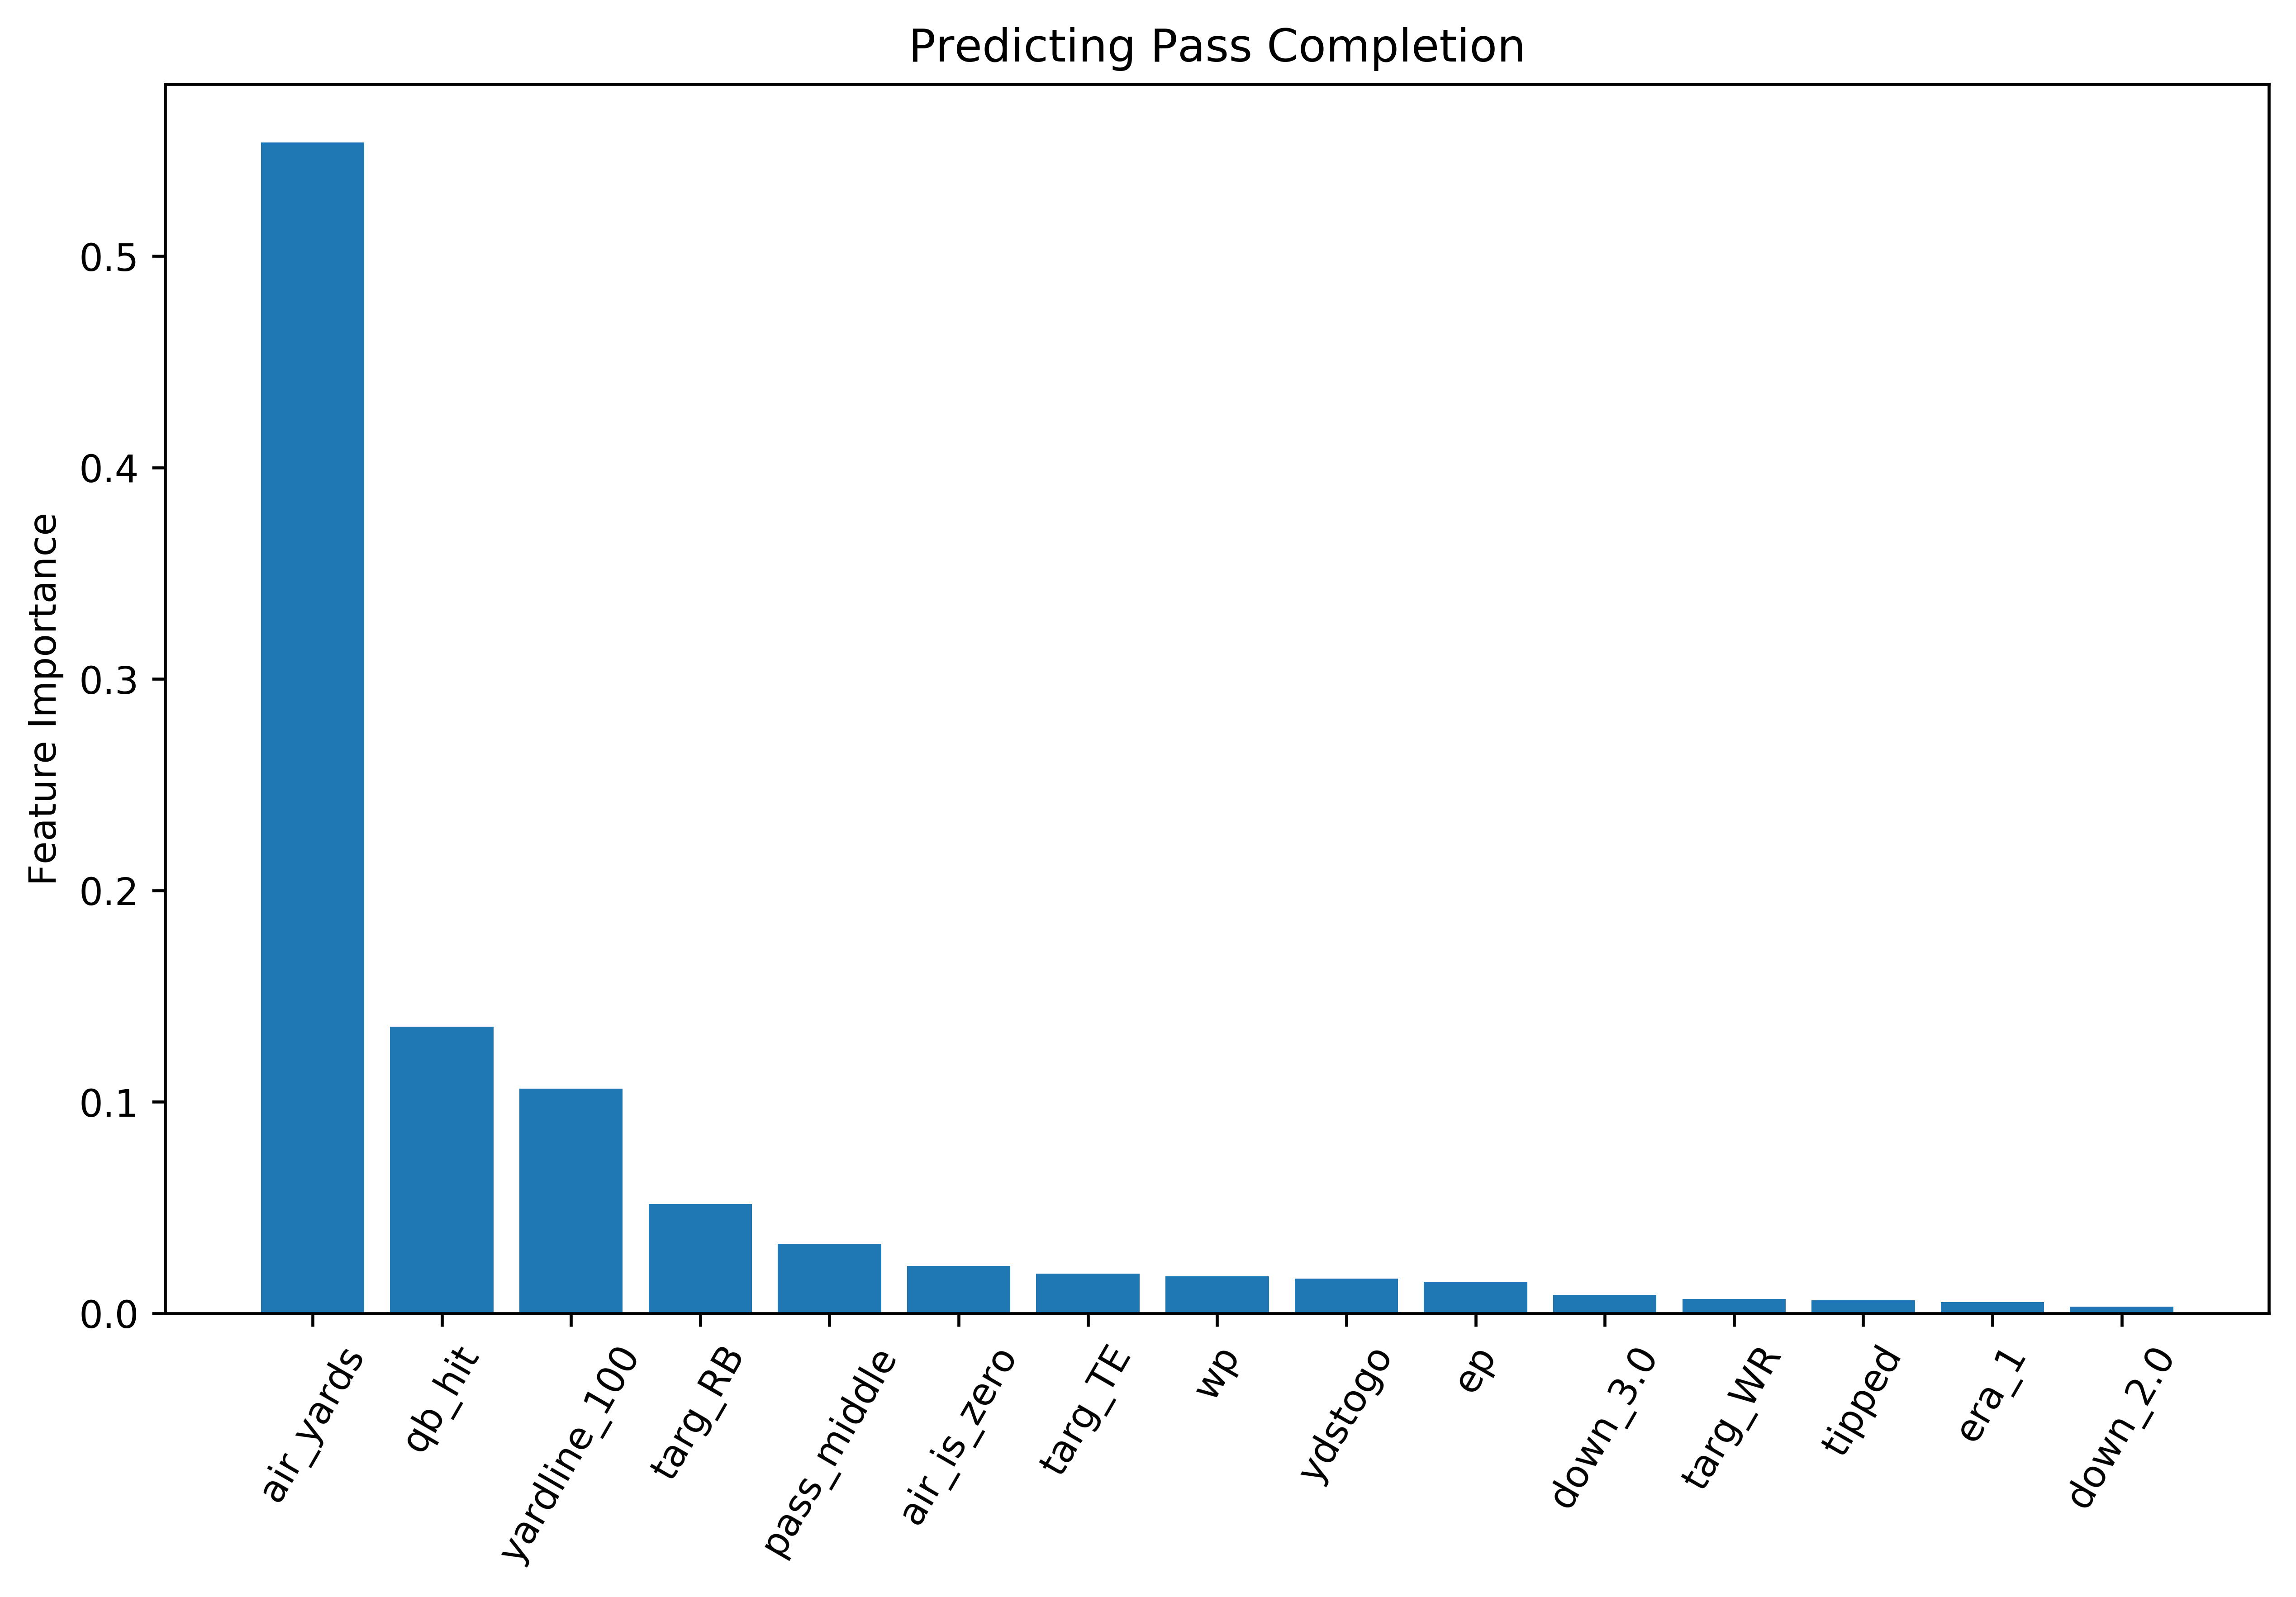 Predicting Pass Completion
Feature Importance
0.5
0.4
0.3
0.2
0.1
0.0
air_yards
qb_hit
yardline_100
targ_RB
pass_middle
air_is_zero
targ_TE
wp
ydstogo
ep
down_3.0
targ_WR
tipped
era_1
down_2.0